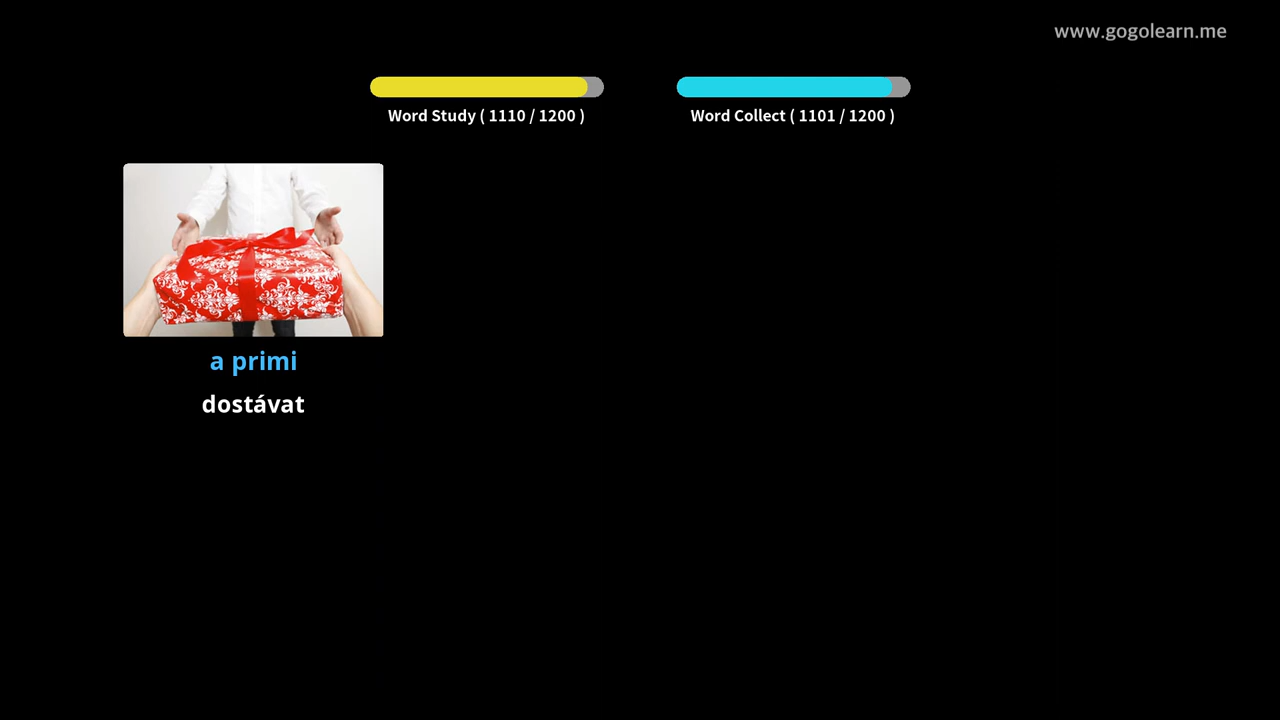 www.gogolearn.me
Word Study ( 1110 / 1200 )
Word Collect ( 1101 / 1200 )
a primi
dostávat